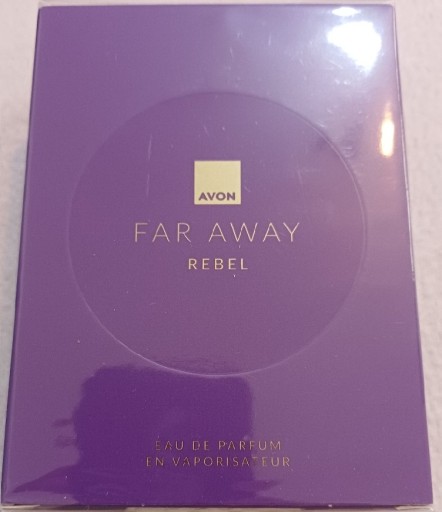 AVON
FAR AWAY
REBEL
EAU DE PARFUM
EN VAPORISATEUR